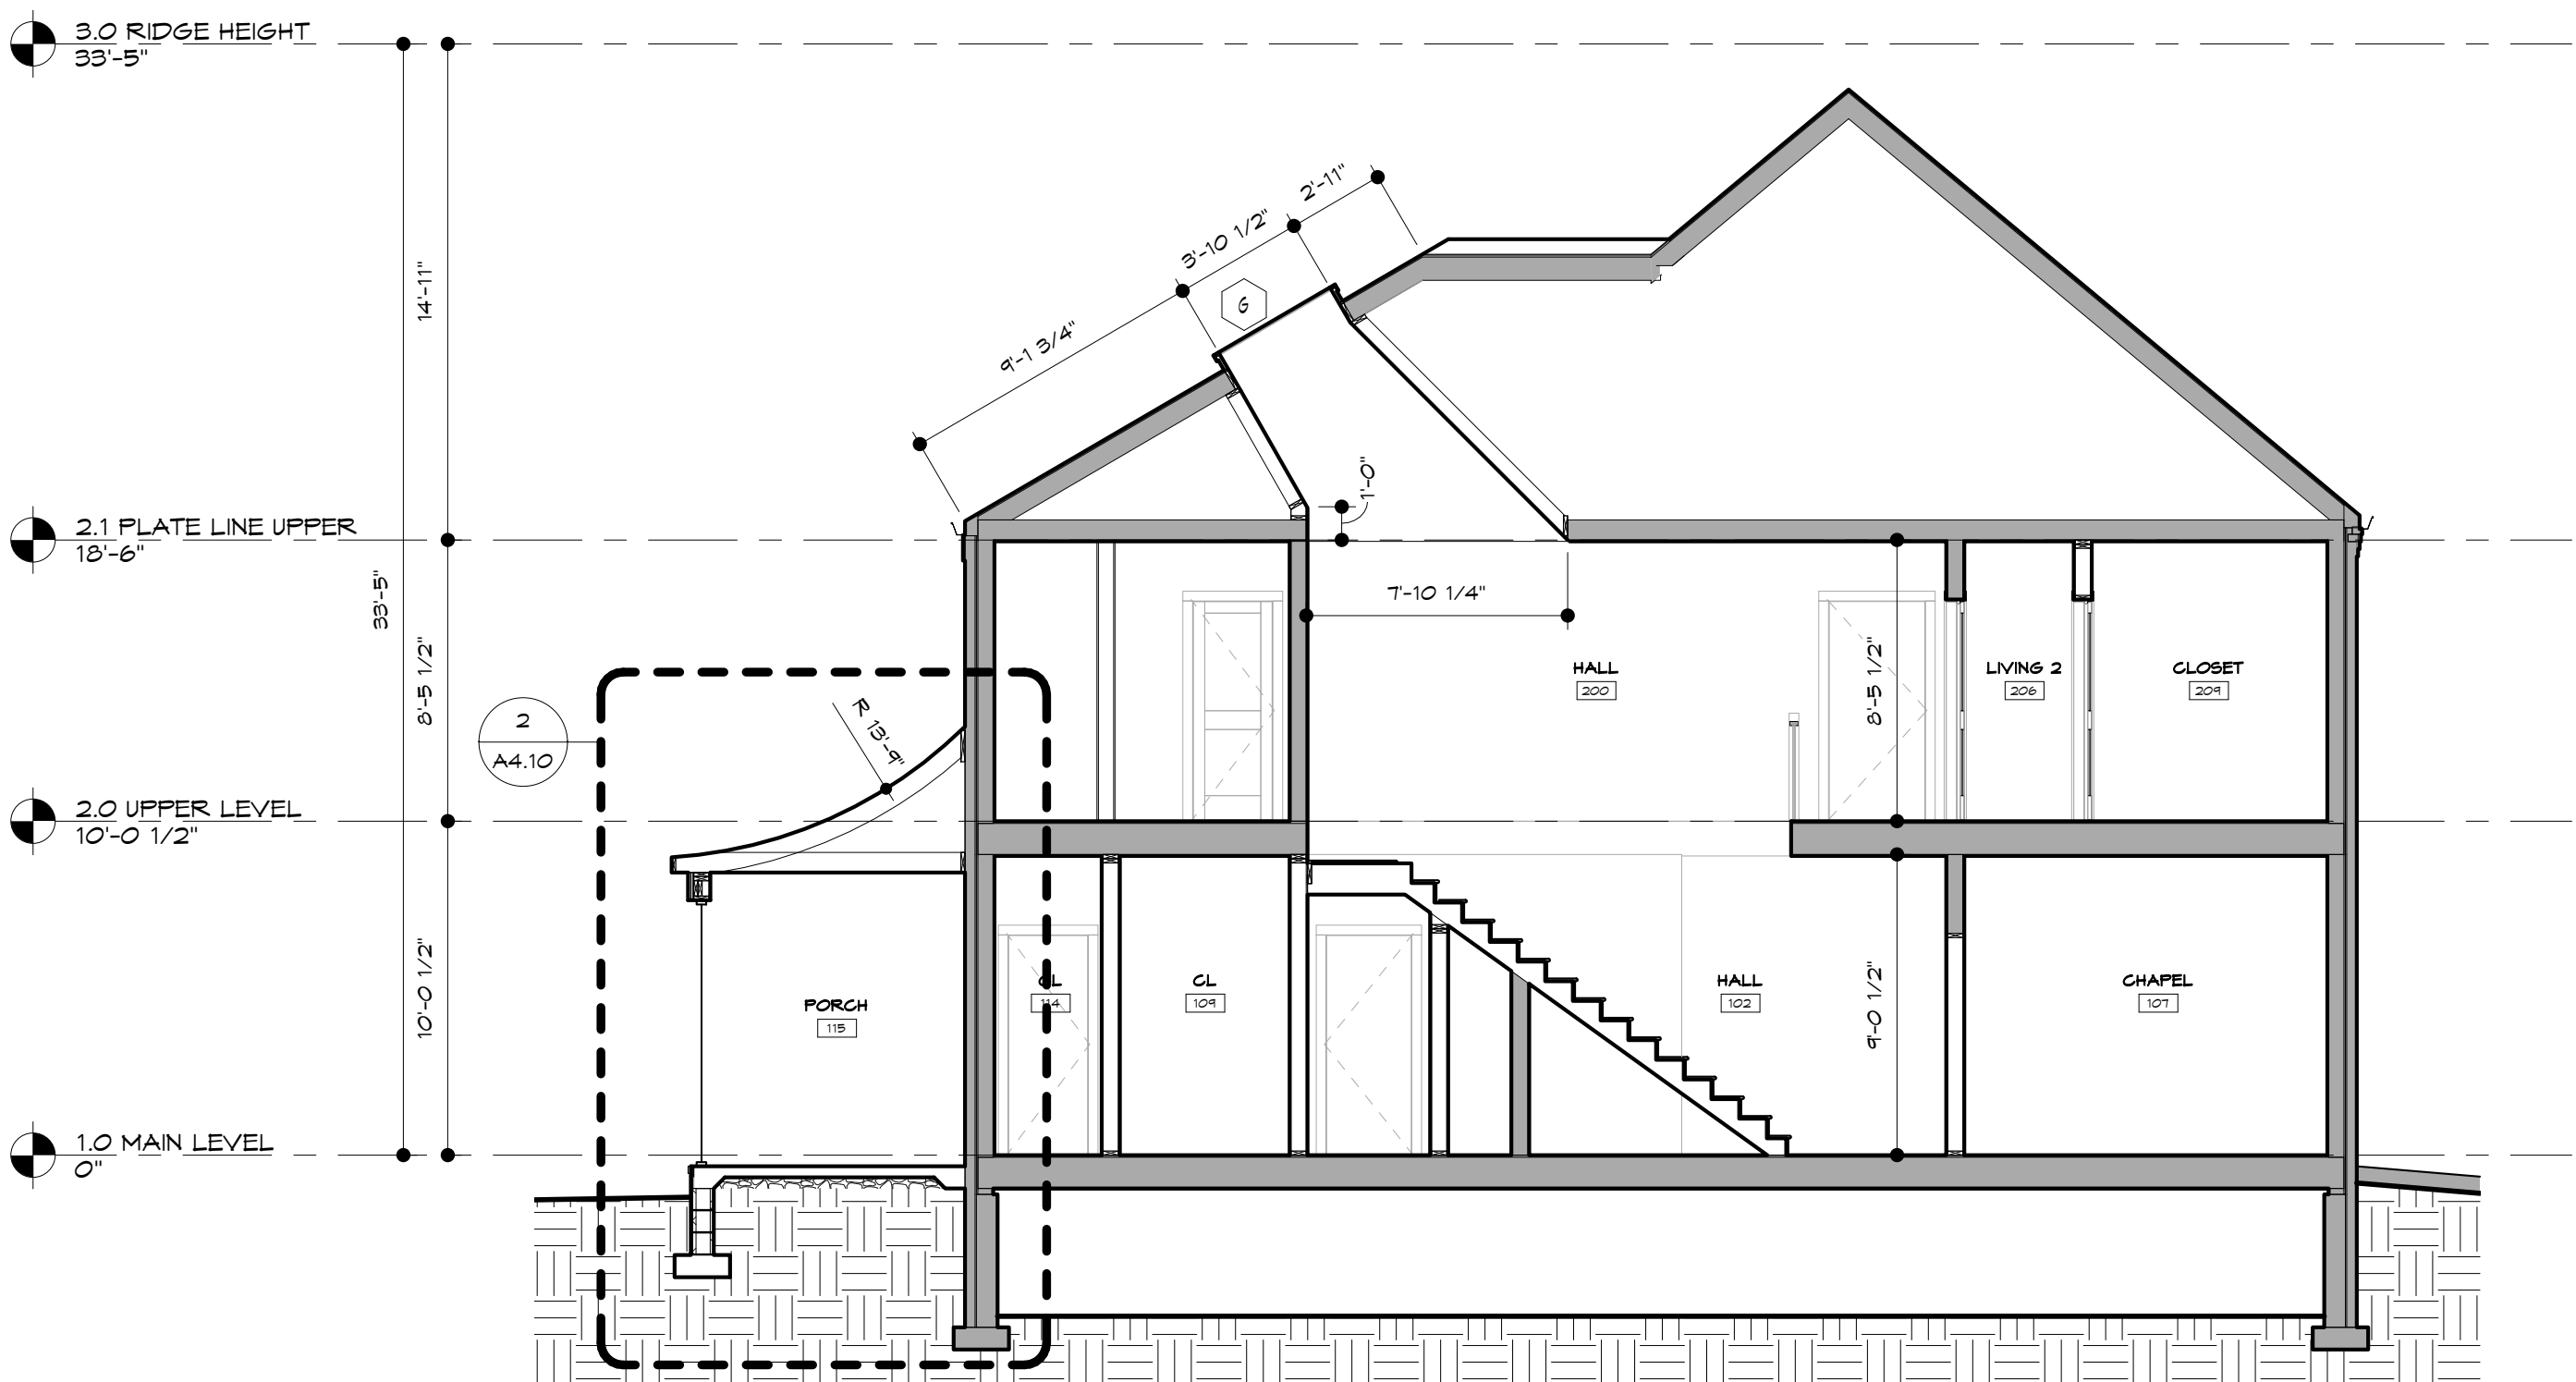 3.0 RIDGE HEIGHT
33'-5"
2'-11"
3'-10 1/2"
G
9'-1 3/4"
14'-11"
1'-0"
2.1 PLATE LINE UPPER
18'-6"
33'-5"
7'-10 1/4"
8'-5 1/2"
8'-5 1/2"
HALL
200
LIVING 2
206
CLOSET
209
R 13'-9"
2
A4.10
2.0 UPPER LEVEL
10'-0 1/2"
10'-0 1/2"
9'-0 1/2"
PORCH
115
CL
114
CL
109
HALL
102
CHAPEL
107
1.0 MAIN LEVEL
0"